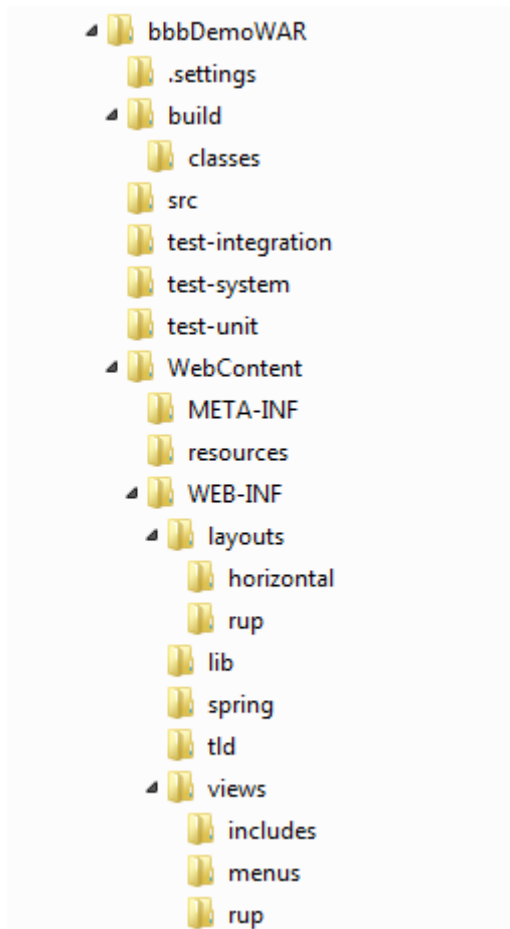 bbbDemoWAR
.settings
build
classes
src
test-integration
test-system
test-unit
WebContent
META-INF
resources
WEB-INF
layouts
horizontal
rup
lib
spring
tld
views
includes
menus
rup